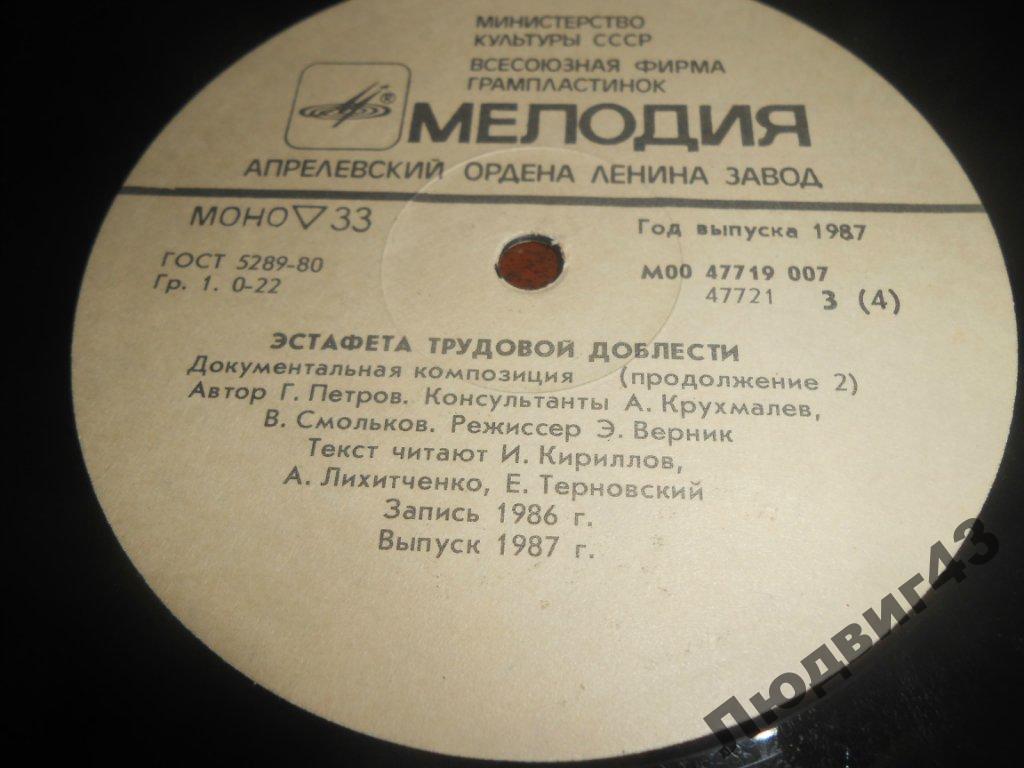 МИНИСТЕРСТВО
КУЛЬТУРЫ СССР
ВСЕСОЮЗНАЯ ФИРМА
ГРАМПЛАСТИНОК
®
МЕЛОДИЯ
АПРЕЛЕВСКИЙ ОРДЕНА ЛЕНИНА ЗАВОД
МОНО ▽ 33
Год выпуска 1987
ГОСТ 5289-80
М00 47719 007
Гр. 1. 0-22
47721 3 (4)
ЭСТАФЕТА ТРУДОВОЙ ДОБЛЕСТИ
Документальная композиция (продолжение 2)
Автор Г. Петров. Консультанты А. Крухмалев,
В. Смольков. Режиссер Э. Верник
Текст читают И. Кириллов,
А. Лихитченко, Е. Терновский
Запись 1986 г.
Выпуск 1987 г.
Людвиг43